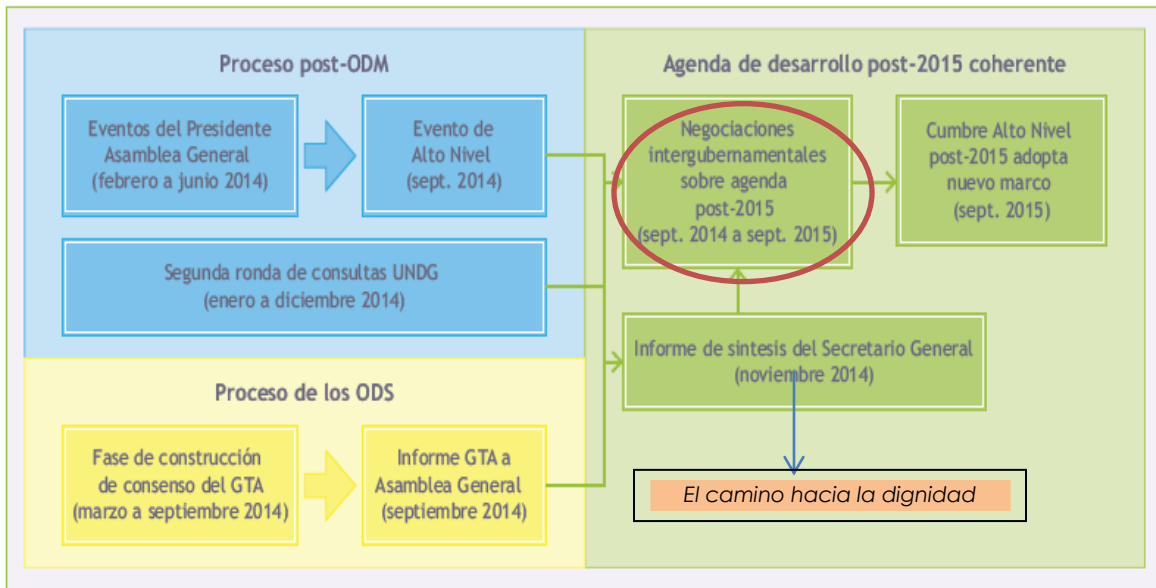 Proceso post-ODM
Eventos del Presidente
Asamblea General
(febrero a junio 2014)
Evento de
Alto Nivel
(sept. 2014)
Segunda ronda de consultas UNDG
(enero a diciembre 2014)
Proceso de los ODS
Fase de construcción
de consenso del GTA
(marzo a septiembre 2014)
Informe GTA a
Asamblea General
(septiembre 2014)
Agenda de desarrollo post-2015 coherente
Negociaciones
intergubernamentales
sobre agenda
post-2015
(sept. 2014 a sept. 2015)
Cumbre Alto Nivel
post-2015 adopta
nuevo marco
(sept. 2015)
Informe de síntesis del Secretario General
(noviembre 2014)
El camino hacia la dignidad